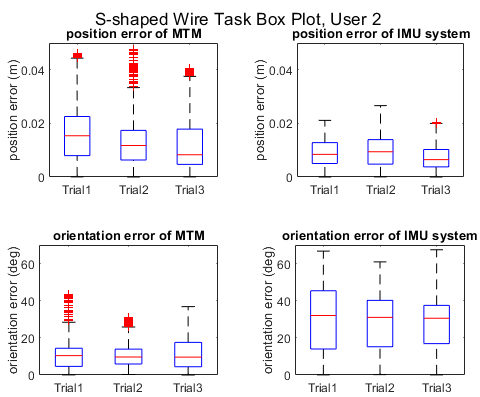 S-shaped Wire Task Box Plot, User 2
position error of MTM
position error (m)
0.04
0.02
0
Trial1 Trial2 Trial3
position error of IMU system
position error (m)
0.04
0.02
0
Trial1 Trial2 Trial3
orientation error of MTM
orientation error (deg)
60
40
20
0
Trial1 Trial2 Trial3
orientation error of IMU system
orientation error (deg)
60
40
20
0
Trial1 Trial2 Trial3